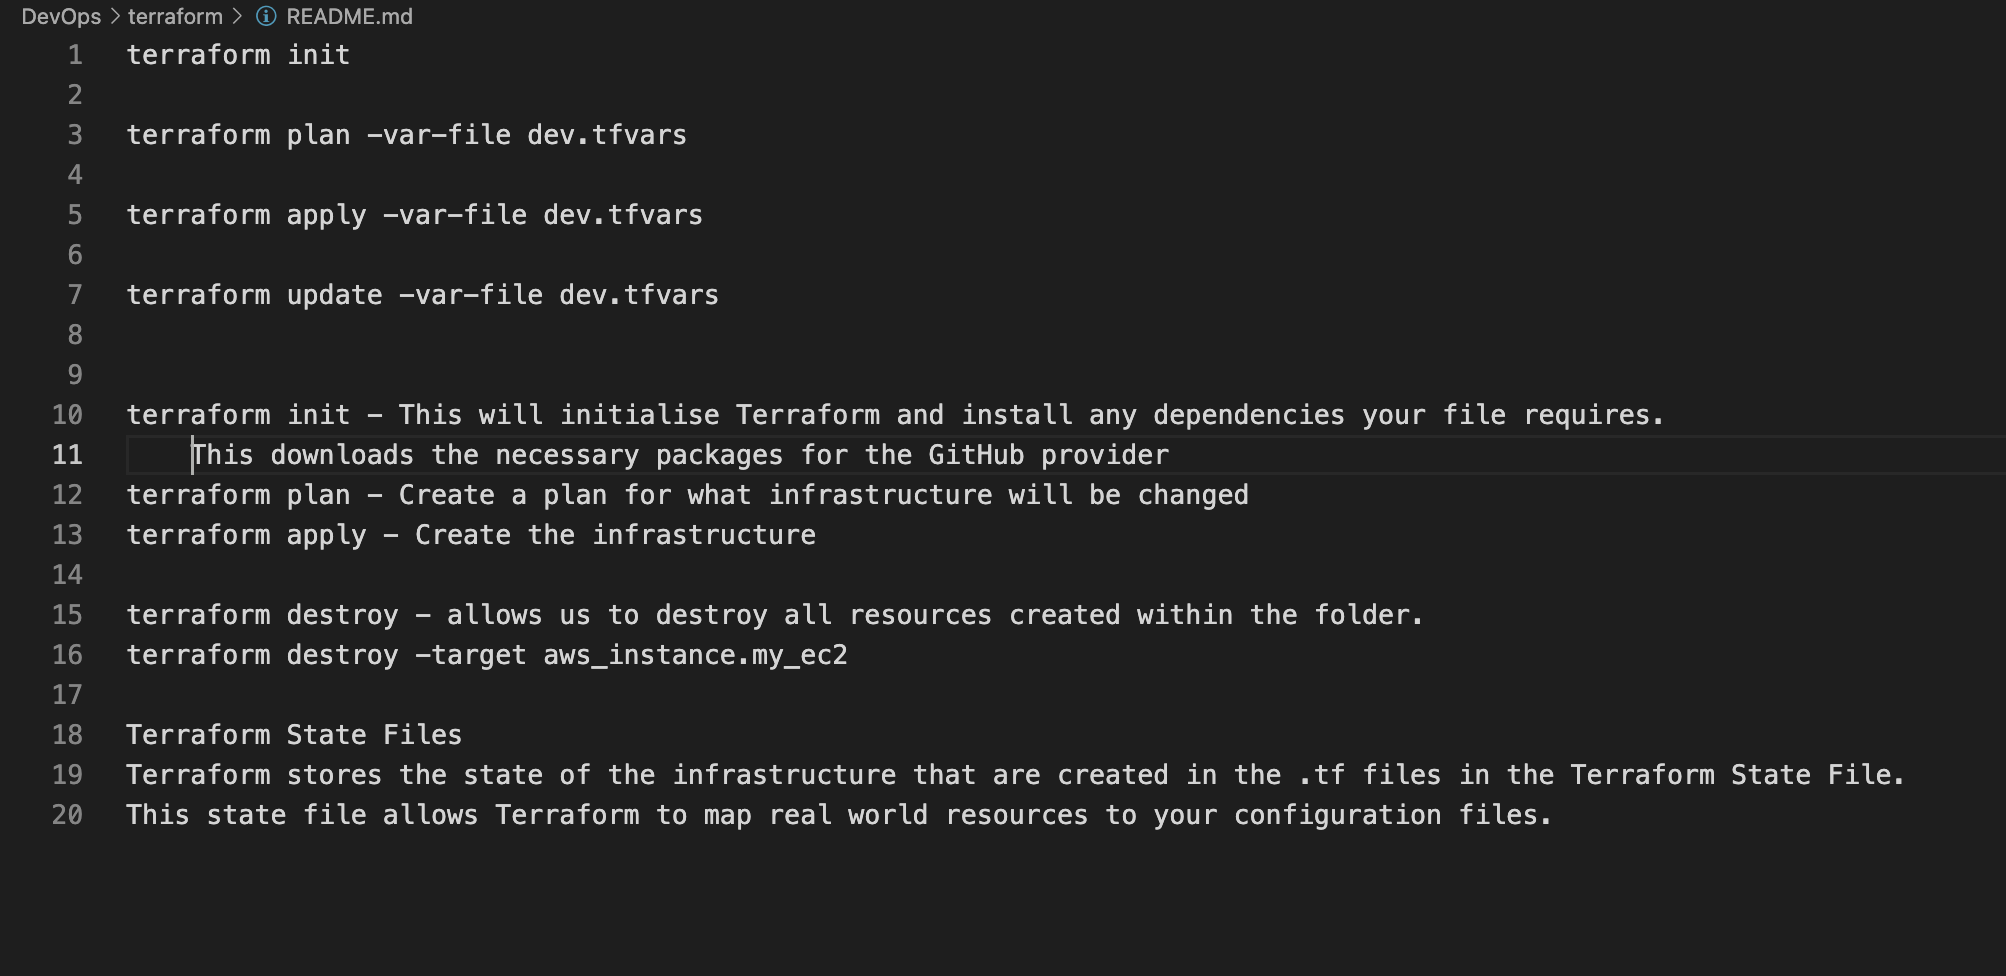 DevOps > terraform > README.md
1 terraform init
2
3 terraform plan -var-file dev.tfvars
4
5 terraform apply -var-file dev.tfvars
6
7 terraform update -var-file dev.tfvars
8
9
10 terraform init - This will initialise Terraform and install any dependencies your file requires.
11     This downloads the necessary packages for the GitHub provider
12 terraform plan - Create a plan for what infrastructure will be changed
13 terraform apply - Create the infrastructure
14
15 terraform destroy - allows us to destroy all resources created within the folder.
16 terraform destroy -target aws_instance.my_ec2
17
18 Terraform State Files
19 Terraform stores the state of the infrastructure that are created in the .tf files in the Terraform State File.
20 This state file allows Terraform to map real world resources to your configuration files.